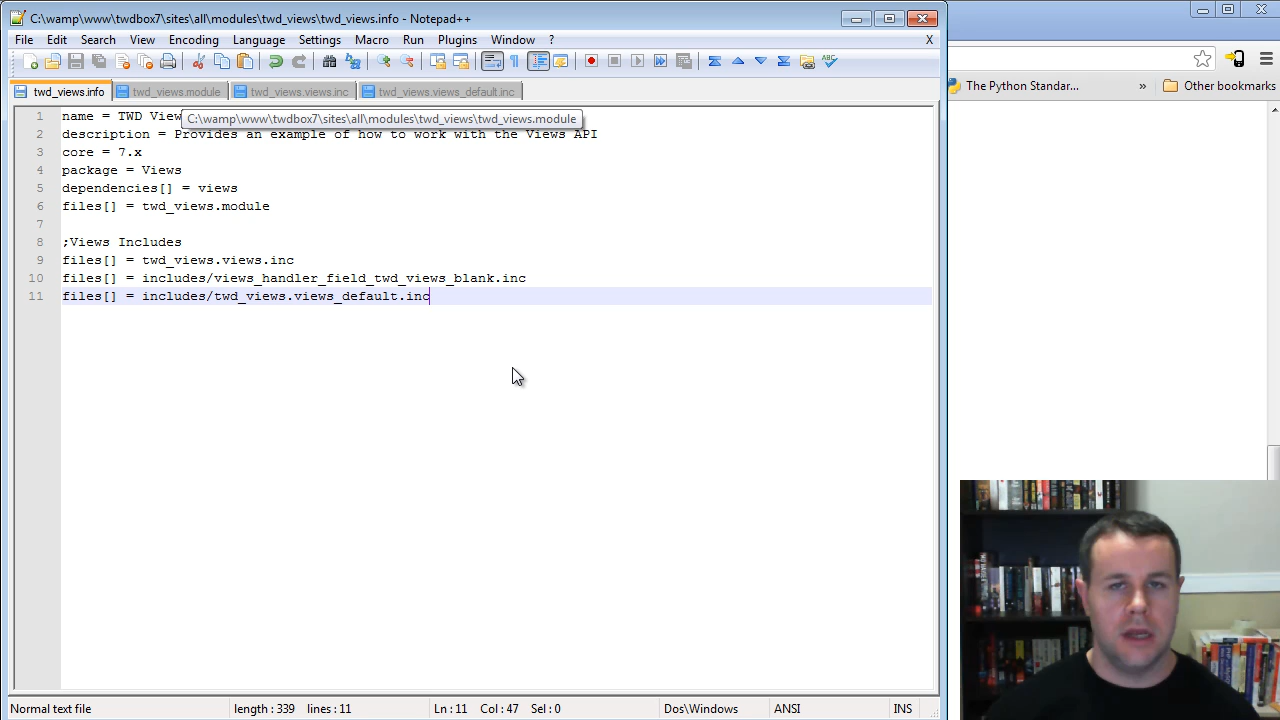 C:\wamp\www\twdbox7\sites\all\modules\twd_views\twd_views.info - Notepad++
File Edit Search View Encoding Language Settings Macro Run Plugins Window ? X
The Python Standar... » Other bookmarks
twd_views.info twd_views.module twd_views.views.inc twd_views.views_default.inc
1 name = TWD View
C:\wamp\www\twdbox7\sites\all\modules\twd_views\twd_views.module
2 description = Provides an example of how to work with the Views API
3 core = 7.x
4 package = Views
5 dependencies[] = views
6 files[] = twd_views.module
7
8 ;Views Includes
9 files[] = twd_views.views.inc
10 files[] = includes/views_handler_field_twd_views_blank.inc
11 files[] = includes/twd_views.views_default.inc
Normal text file length : 339 lines : 11 Ln : 11 Col : 47 Sel : 0 Dos\Windows ANSI INS